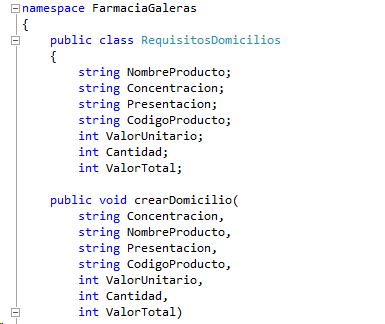 namespace FarmaciaGaleras
{
public class RequisitosDomicilios
{
string NombreProducto;
string Concentracion;
string Presentacion;
string CodigoProducto;
int ValorUnitario;
int Cantidad;
int ValorTotal;
public void crearDomicilio(
string Concentracion,
string NombreProducto,
string Presentacion,
string CodigoProducto,
int ValorUnitario,
int Cantidad,
int ValorTotal)